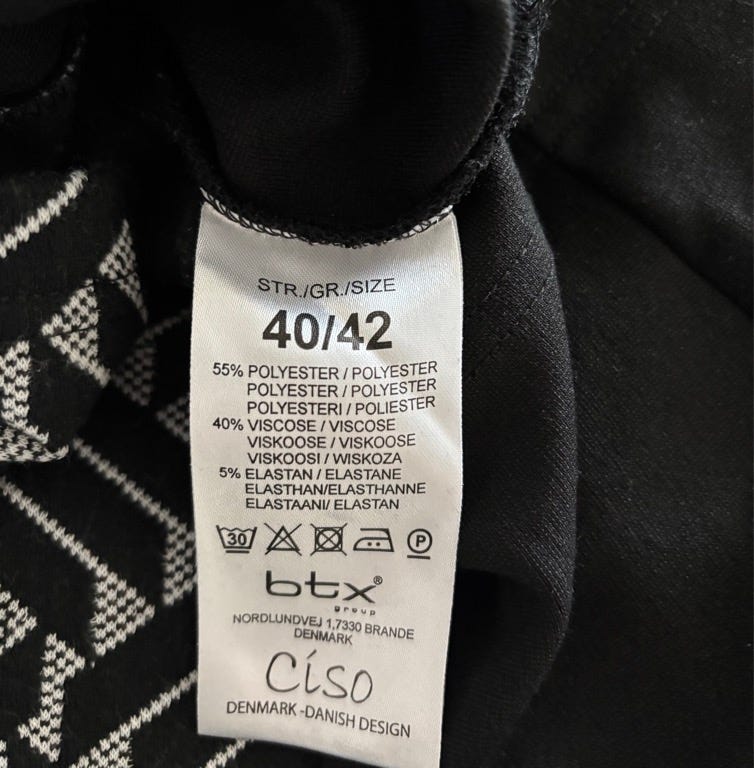 STR./GR./SIZE
40/42
55% POLYESTER / POLYESTER
POLYESTER / POLYESTER
POLYESTERI / POLIESTER
40% VISCOSE / VISCOSE
VISKOOSE / VISKOOSE
VISKOOSI / WISKOZA
5% ELASTAN / ELASTANE
ELASTHAN/ELASTHANNE
ELASTAANI/ ELASTAN
30 P
btx®
group
NORDLUNDVEJ 1,7330 BRANDE
DENMARK
Ciso
DENMARK -DANISH DESIGN